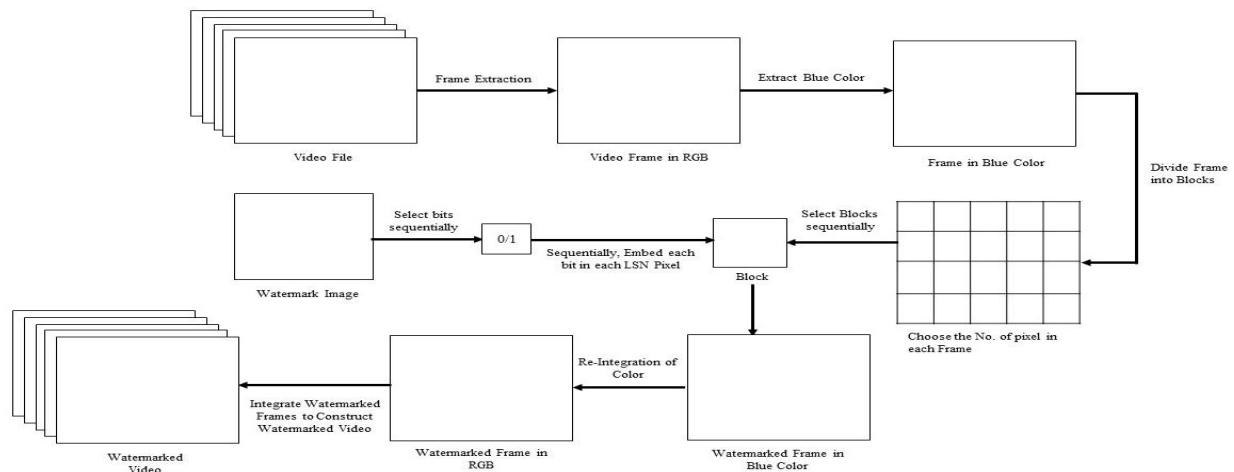 Frame Extraction
Extract Blue Color
Video File
Video Frame in RGB
Frame in Blue Color
Divide Frame
into Blocks
Select bits
sequentially
0/1
Sequentially, Embed each
bit in each LSN Pixel
Select Blocks
sequentially
Block
Watermark Image
Choose the No. of pixel in
each Frame
Re-Integration of
Color
Integrate Watermarked
Frames to Construct
Watermarked Video
Watermarked
Video
Watermarked Frame in
RGB
Watermarked Frame in
Blue Color